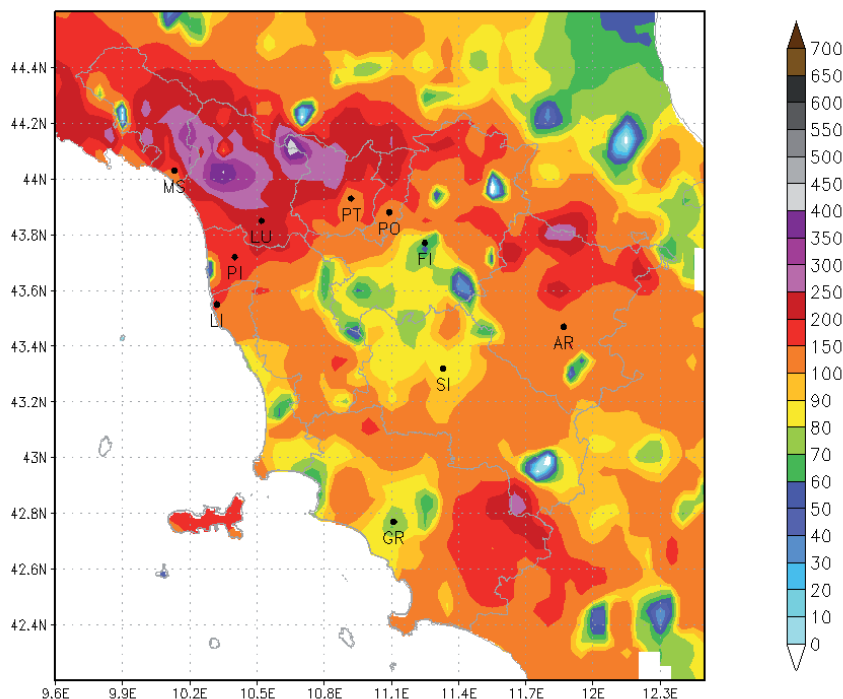 700
650
600
550
500
450
400
350
300
250
200
150
100
90
80
70
60
50
40
30
20
10
0
44.4N
44.2N
44N
43.8N
43.6N
43.4N
43.2N
43N
42.8N
42.6N
42.4N
MS
LU
PT
PO
PI
FI
LI
AR
SI
GR
9.6E 9.9E 10.2E 10.5E 10.8E 11.1E 11.4E 11.7E 12E 12.3E